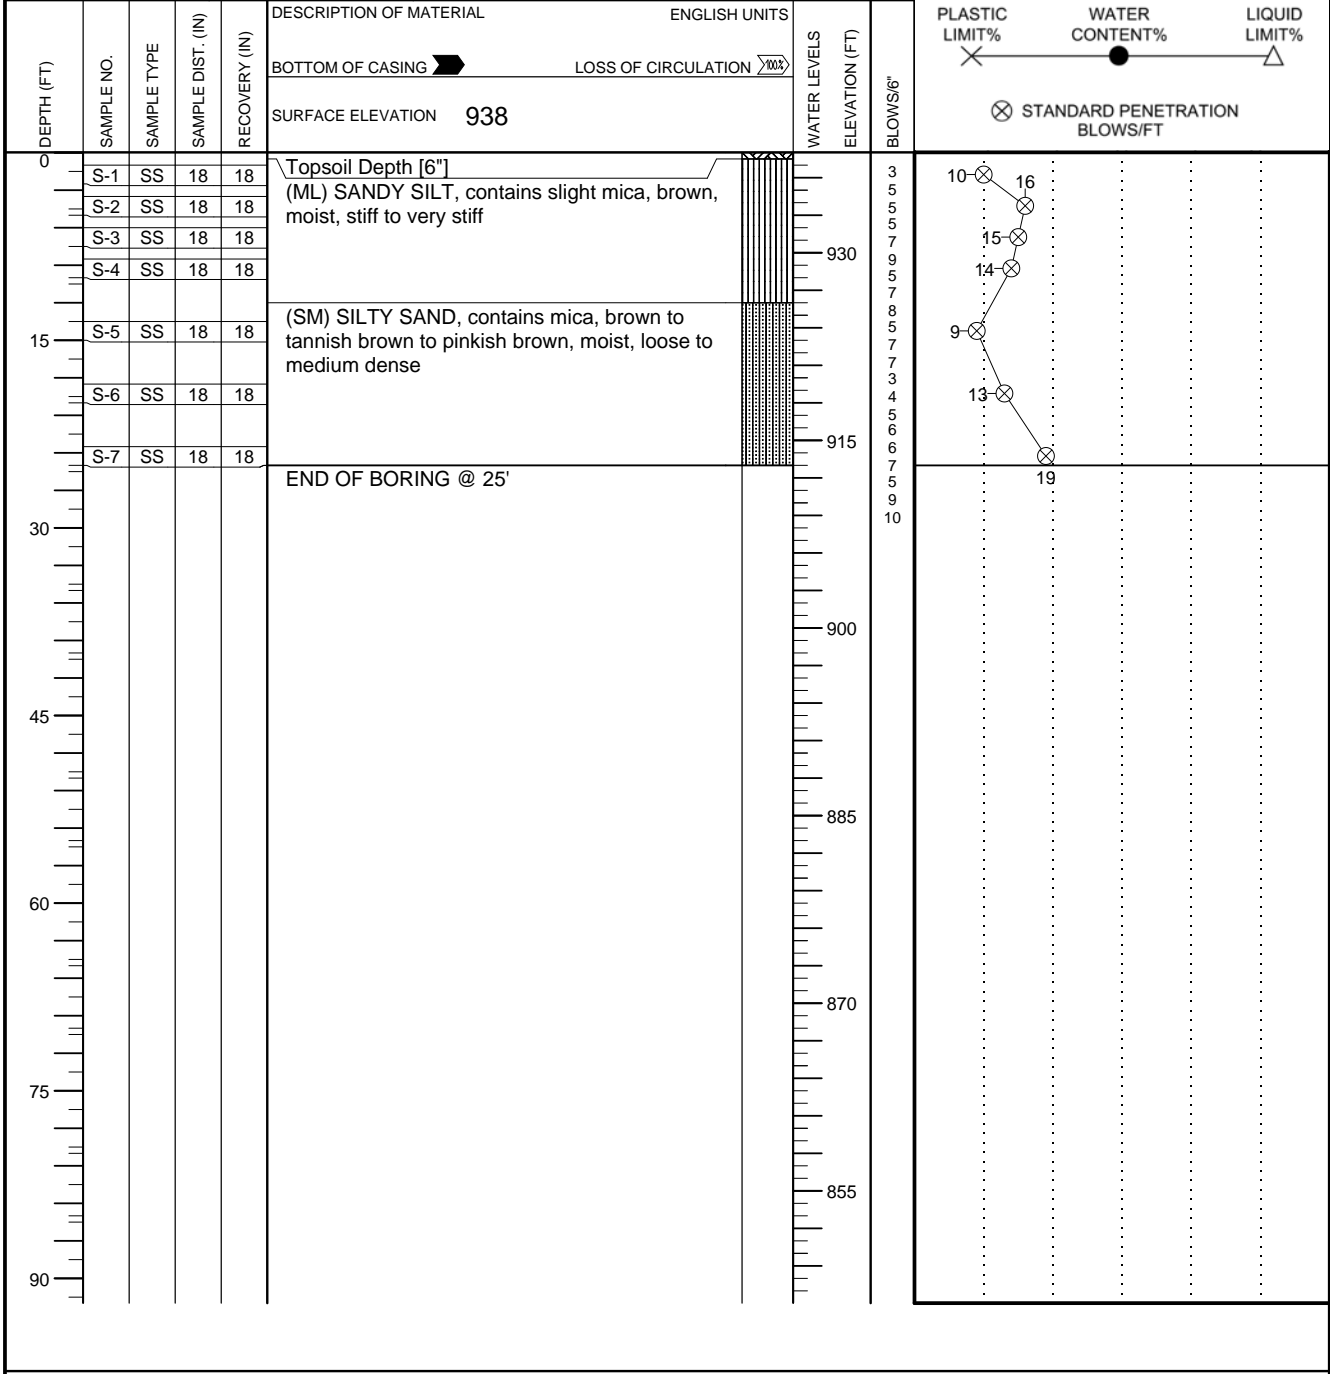 DEPTH (FT)
SAMPLE NO.
SAMPLE TYPE
SAMPLE DIST. (IN)
RECOVERY (IN)
DESCRIPTION OF MATERIAL ENGLISH UNITS
BOTTOM OF CASING LOSS OF CIRCULATION 100%
SURFACE ELEVATION 938
WATER LEVELS
ELEVATION (FT)
BLOWS/6"
PLASTIC LIMIT%
WATER CONTENT%
LIQUID LIMIT%
STANDARD PENETRATION
BLOWS/FT
0
15
30
45
60
75
90
S-1 SS 18 18
S-2 SS 18 18
S-3 SS 18 18
S-4 SS 18 18
S-5 SS 18 18
S-6 SS 18 18
S-7 SS 18 18
Topsoil Depth [6"]
(ML) SANDY SILT, contains slight mica, brown,
moist, stiff to very stiff
(SM) SILTY SAND, contains mica, brown to
tannish brown to pinkish brown, moist, loose to
medium dense
END OF BORING @ 25'
930
915
900
885
870
855
3
5
5
5
7
9
5
7
8
5
7
7
3
4
5
6
6
7
5
9
10
10
16
15
14
9
13
19